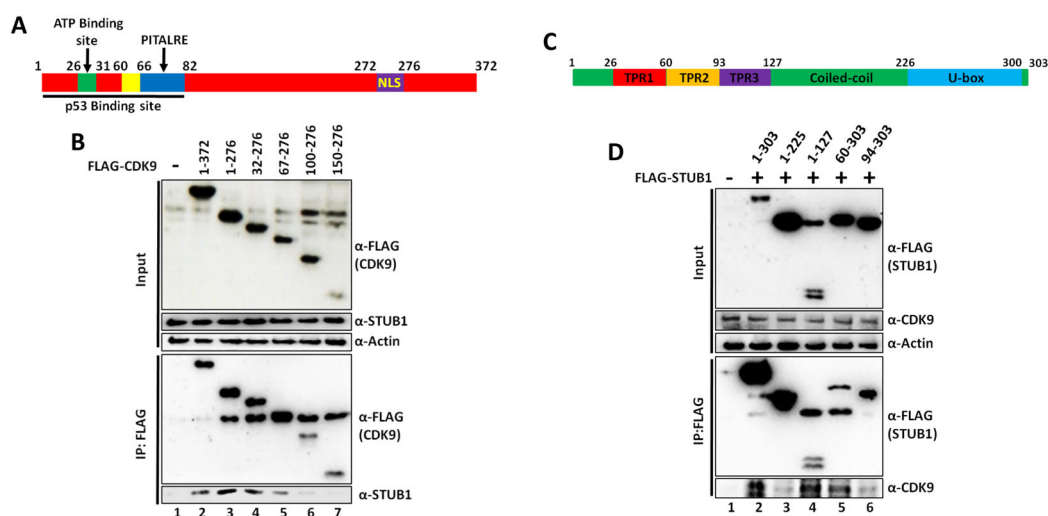 A
ATP Binding
site
PITALRE
1 26 31 60 66 82 272 276 372
NLS
p53 Binding site
B
FLAG-CDK9
- 1-372 1-276 32-276 67-276 100-276 150-276
Input
α-FLAG
(CDK9)
α-STUB1
α-Actin
IP: FLAG
α-FLAG
(CDK9)
α-STUB1
1 2 3 4 5 6 7
C
1 26 60 93 127 226 300 303
TPR1 TPR2 TPR3 Coiled-coil U-box
D
1-303 1-225 1-127 60-303 94-303
FLAG-STUB1 - + + + + +
Input
α-FLAG
(STUB1)
α-CDK9
α-Actin
IP:FLAG
α-FLAG
(STUB1)
α-CDK9
1 2 3 4 5 6